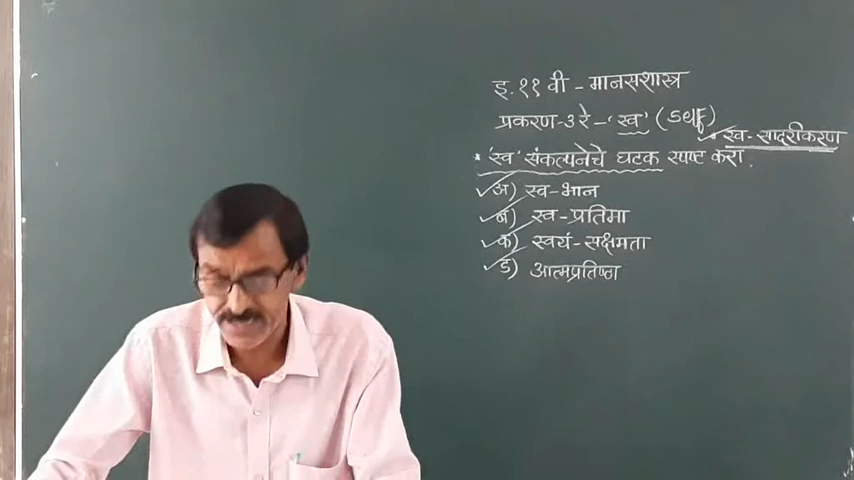 इ. ११ वी - मानसशास्त्र
प्रकरण - ३ रे - 'स्व' (Self)
स्व - सादरीकरण
* 'स्व' संकल्पनेचे घटक स्पष्ट करा.
अ) स्व - भान
ब) स्व - प्रतिमा
क) स्वयं - सक्षमता
ड) आत्मप्रतिष्ठा